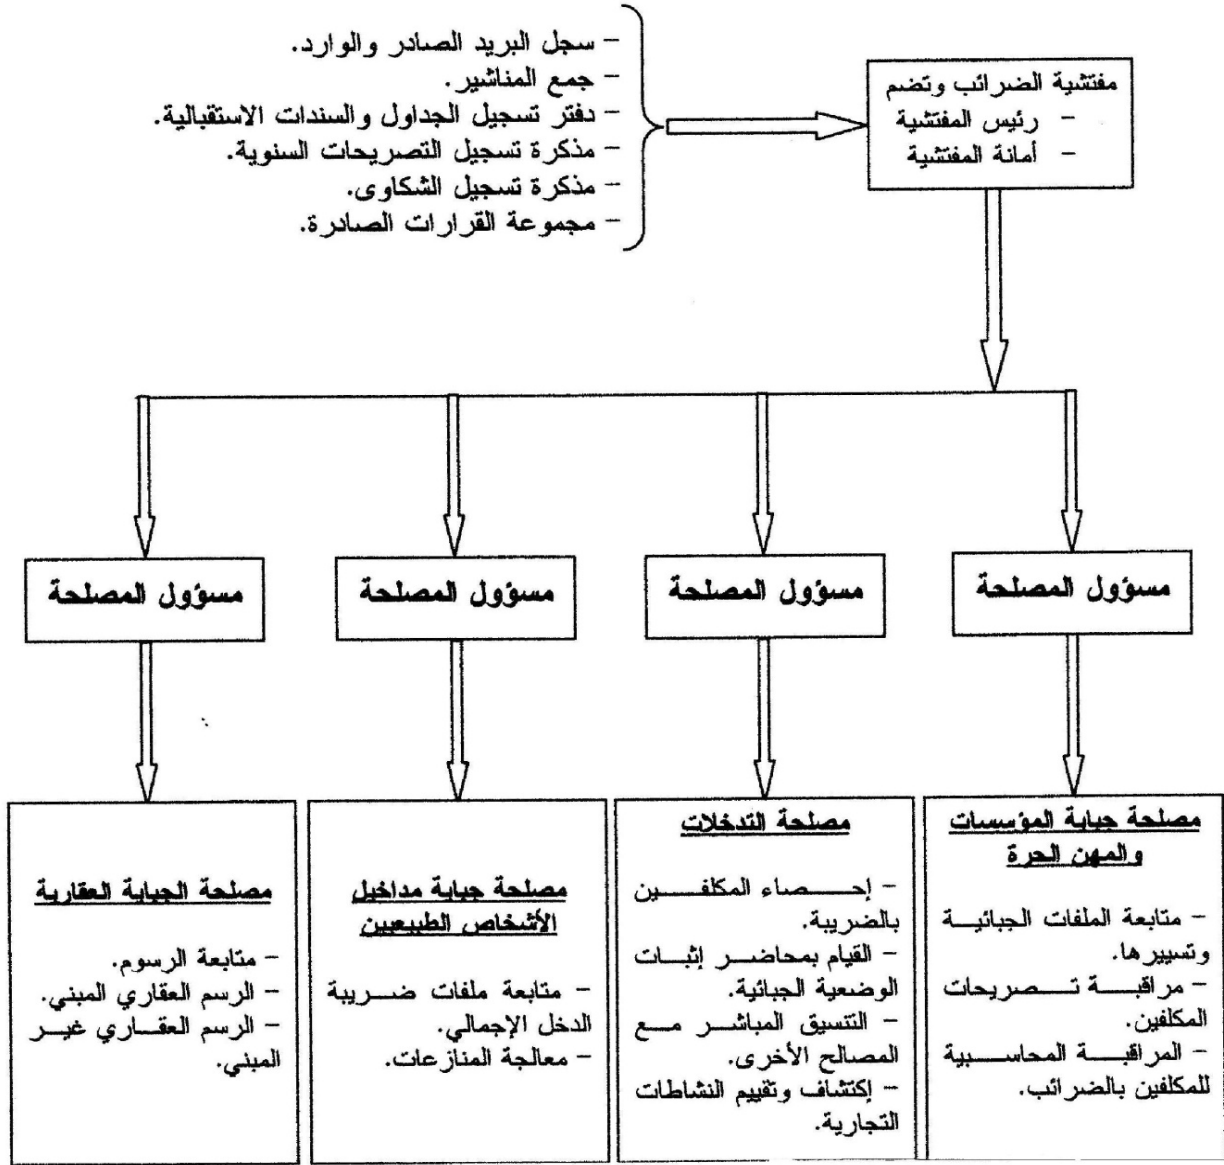 مفتشية الضرائب وتضم
- رئيس المفتشية
- أمانة المفتشية
- سجل البريد الصادر والوارد.
- جمع المناشير.
- دفتر تسجيل الجداول والسندات الاستقبالية.
- مذكرة تسجيل التصريحات السنوية.
- مذكرة تسجيل الشكاوى.
- مجموعة القرارات الصادرة.
مسؤول المصلحة
مسؤول المصلحة
مسؤول المصلحة
مسؤول المصلحة
مصلحة جباية المؤسسات
والمهن الحرة
- متابعة الملفات الجبائية
وتسييرها.
- مراقبة تصريحات
المكلفين.
- المراقبة المحاسبية
للمكلفين بالضرائب.
مصلحة التدخلات
- إحصاء المكلفين
بالضريبة.
- القيام بمحاضر إثبات
الوضعية الجبائية.
- التنسيق المباشر مع
المصالح الأخرى.
- إكتشاف وتقييم النشاطات
التجارية.
مصلحة جباية مداخيل
الأشخاص الطبيعيين
- متابعة ملفات ضريبة
الدخل الإجمالي.
- معالجة المنازعات.
مصلحة الجباية العقارية
- متابعة الرسوم.
- الرسم العقاري المبني.
- الرسم العقاري غير
المبني.